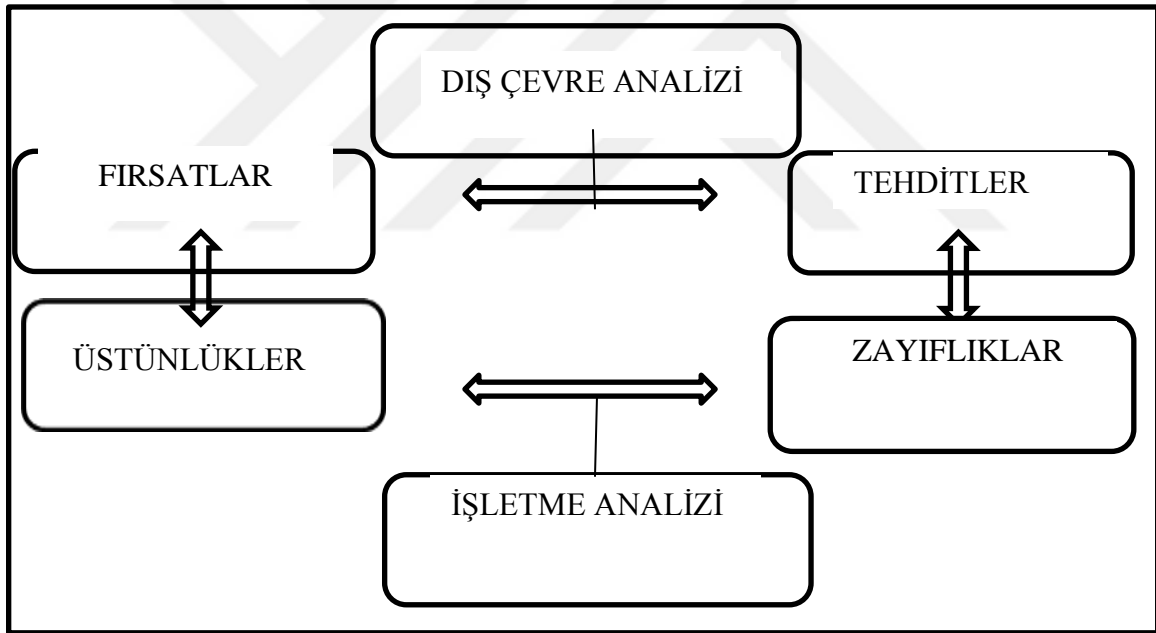 DIŞ ÇEVRE ANALİZİ
FIRSATLAR
TEHDİTLER
ÜSTÜNLÜKLER
ZAYIFLIKLAR
İŞLETME ANALİZİ